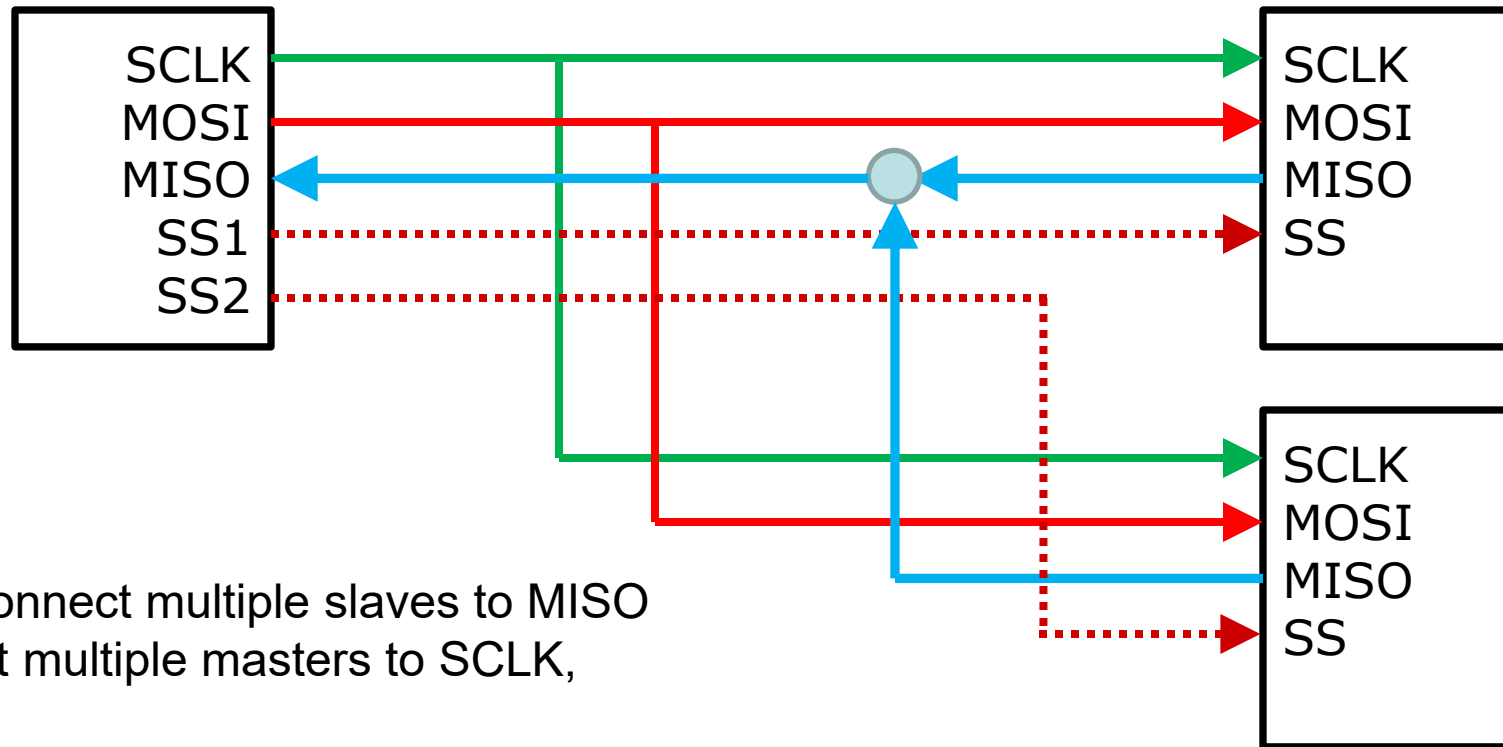 SCLK
MOSI
MISO
SS1
SS2
SCLK
MOSI
MISO
SS
SCLK
MOSI
MISO
SS
multiple slaves to MISO
multiple masters to SCLK,